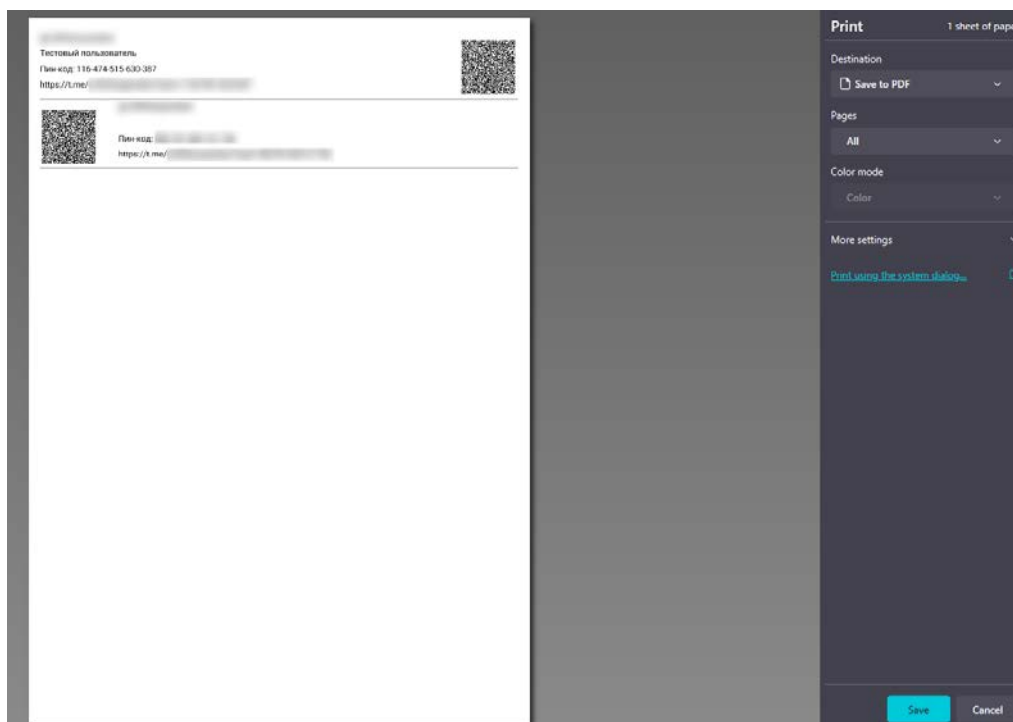 Тестовый пользователь
Пин-код: 116-474-515-630-387
https://t.me/
Пин-код:
https://t.me/
Print
1 sheet of pape
Destination
Save to PDF
Pages
All
Color mode
Color
More settings
Print using the system dialog...
Save
Cancel